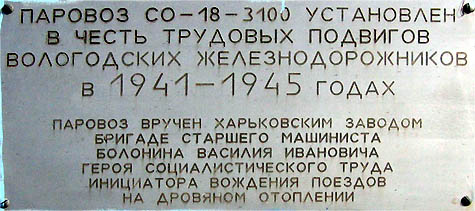 ПАРОВОЗ СО-18-3100 УСТАНОВЛЕН
В ЧЕСТЬ ТРУДОВЫХ ПОДВИГОВ
ВОЛОГОДСКИХ ЖЕЛЕЗНОДОРОЖНИКОВ
В 1941-1945 ГОДАХ
ПАРОВОЗ ВРУЧЕН ХАРЬКОВСКИМ ЗАВОДОМ
БРИГАДЕ СТАРШЕГО МАШИНИСТА
БОЛОНИНА ВАСИЛИЯ ИВАНОВИЧА
ГЕРОЯ СОЦИАЛИСТИЧЕСКОГО ТРУДА
ИНИЦИАТОРА ВОЖДЕНИЯ ПОЕЗДОВ
НА ДРОВЯНОМ ОТОПЛЕНИИ